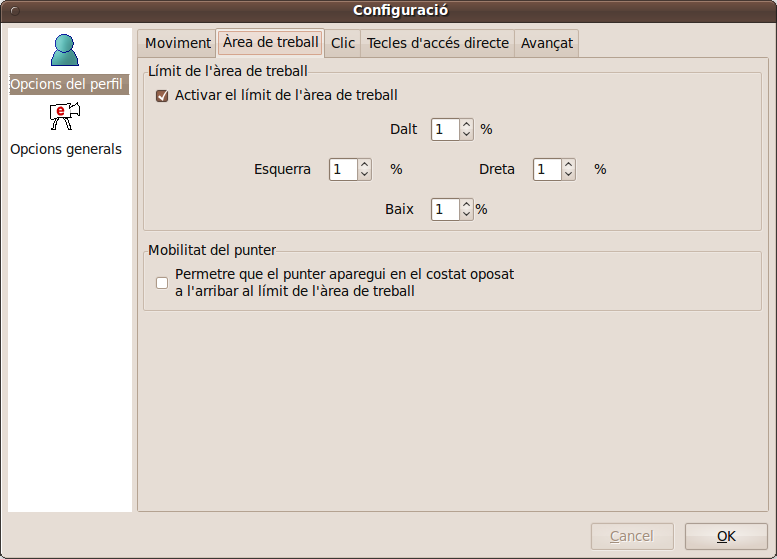 Configuració
Opcions del perfil
e
Opcions generals
Moviment Àrea de treball Clic Tecles d'accés directe Avançat
Límit de l'àrea de treball
Activar el límit de l'àrea de treball
Dalt 1 %
Esquerra 1 % Dreta 1 %
Baix 1 %
Mobilitat del punter
Permetre que el punter aparegui en el costat oposat
a l'arribar al límit de l'àrea de treball
Cancel OK